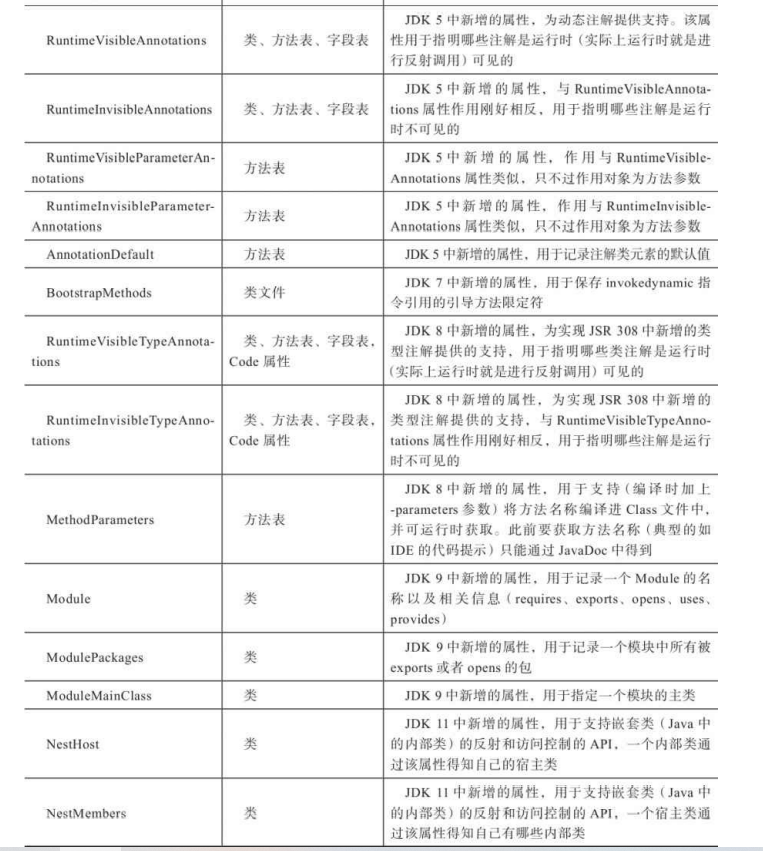 RuntimeVisibleAnnotations
类、方法表、字段表
JDK 5 中新增的属性，为动态注解提供支持。该属
性用于指明哪些注解是运行时（实际上运行时就是进
行反射调用）可见的
RuntimeInvisibleAnnotations
类、方法表、字段表
JDK 5 中新增的属性，与 RuntimeVisibleAnnota-
tions 属性作用刚好相反，用于指明哪些注解是运行
时不可见的
RuntimeVisibleParameterAn-
notations
方法表
JDK 5 中新增的属性，作用与 RuntimeVisible-
Annotations 属性类似，只不过作用对象为方法参数
RuntimeInvisibleParameter-
Annotations
方法表
JDK 5 中新增的属性，作用与 RuntimeInvisible-
Annotations 属性类似，只不过作用对象为方法参数
AnnotationDefault
方法表
JDK 5 中新增的属性，用于记录注解类元素的默认值
BootstrapMethods
类文件
JDK 7 中新增的属性，用于保存 invokedynamic 指
令引用的引导方法限定符
RuntimeVisibleTypeAnnota-
tions
类、方法表、字段表，
Code 属性
JDK 8 中新增的属性，为实现 JSR 308 中新增的类
型注解提供的支持，用于指明哪些类注解是运行时
（实际上运行时就是进行反射调用）可见的
RuntimeInvisibleTypeAnno-
tations
类、方法表、字段表，
Code 属性
JDK 8 中新增的属性，为实现 JSR 308 中新增的
类型注解提供的支持，与 RuntimeVisibleTypeAnno-
tations 属性作用刚好相反，用于指明哪些注解是运行
时不可见的
MethodParameters
方法表
JDK 8 中新增的属性，用于支持（编译时加上
-parameters 参数）将方法名称编译进 Class 文件中，
并可运行时获取。此前要获取方法名称（典型的如
IDE 的代码提示）只能通过 JavaDoc 中得到
Module
类
JDK 9 中新增的属性，用于记录一个 Module 的名
称以及相关信息（requires、exports、opens、uses、
provides）
ModulePackages
类
JDK 9 中新增的属性，用于记录一个模块中所有被
exports 或者 opens 的包
ModuleMainClass
类
JDK 9 中新增的属性，用于指定一个模块的主类
NestHost
类
JDK 11 中新增的属性，用于支持嵌套类（Java 中
的内部类）的反射和访问控制的 API，一个内部类通
过该属性得知自己的宿主类
NestMembers
类
JDK 11 中新增的属性，用于支持嵌套类（Java 中
的内部类）的反射和访问控制的 API，一个宿主类通
过该属性得知自己有哪些内部类